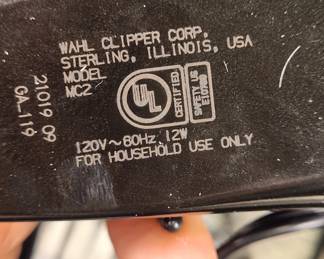 WAHL CLIPPER CORP.
STERLING, ILLINOIS, USA
MODEL
MC2
UL
CERTIFIED
SAFETY US
120V~60Hz 12W
FOR HOUSEHOLD USE ONLY
21019 09
GA-119